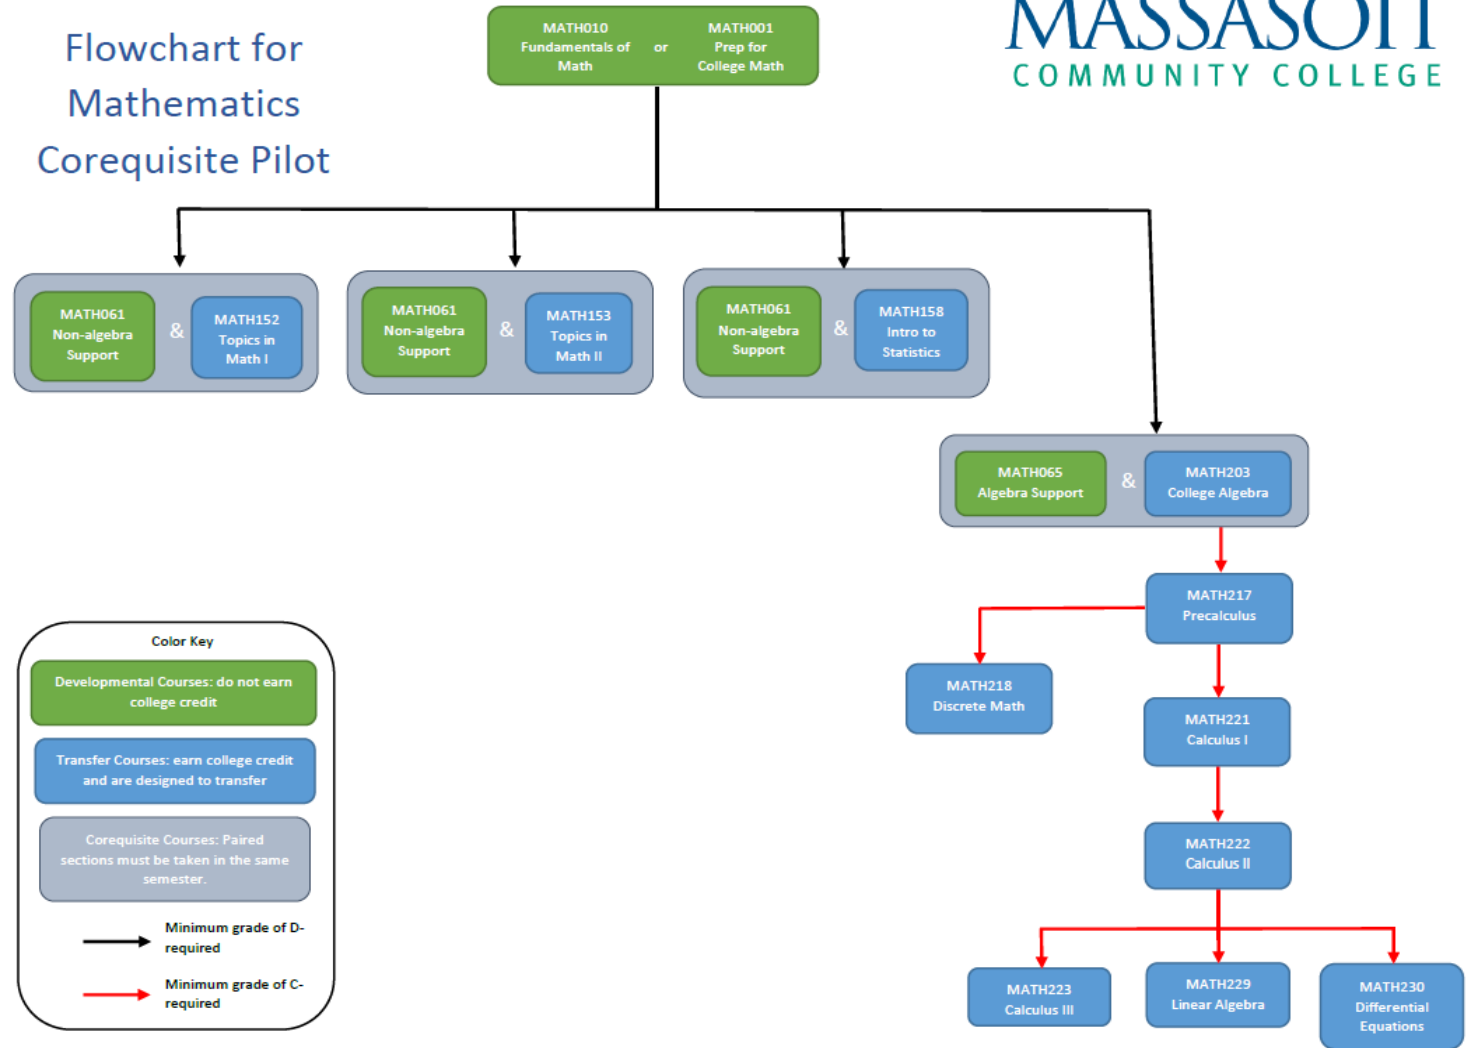 Flowchart for
Mathematics
Corequisite Pilot
MATH010
Fundamentals of
Math
or
MATH001
Prep for
College Math
MASSASOIT
COMMUNITY COLLEGE
MATH061
Non-algebra
Support
&
MATH152
Topics in
Math I
MATH061
Non-algebra
Support
&
MATH153
Topics in
Math II
MATH061
Non-algebra
Support
&
MATH158
Intro to
Statistics
MATH065
Algebra Support
&
MATH203
College Algebra
MATH217
Precalculus
MATH218
Discrete Math
MATH221
Calculus I
MATH222
Calculus II
MATH223
Calculus III
MATH229
Linear Algebra
MATH230
Differential
Equations
Color Key
Developmental Courses: do not earn
college credit
Transfer Courses: earn college credit
and are designed to transfer
Corequisite Courses: Paired
sections must be taken in the same
semester.
Minimum grade of D-
required
Minimum grade of C-
required